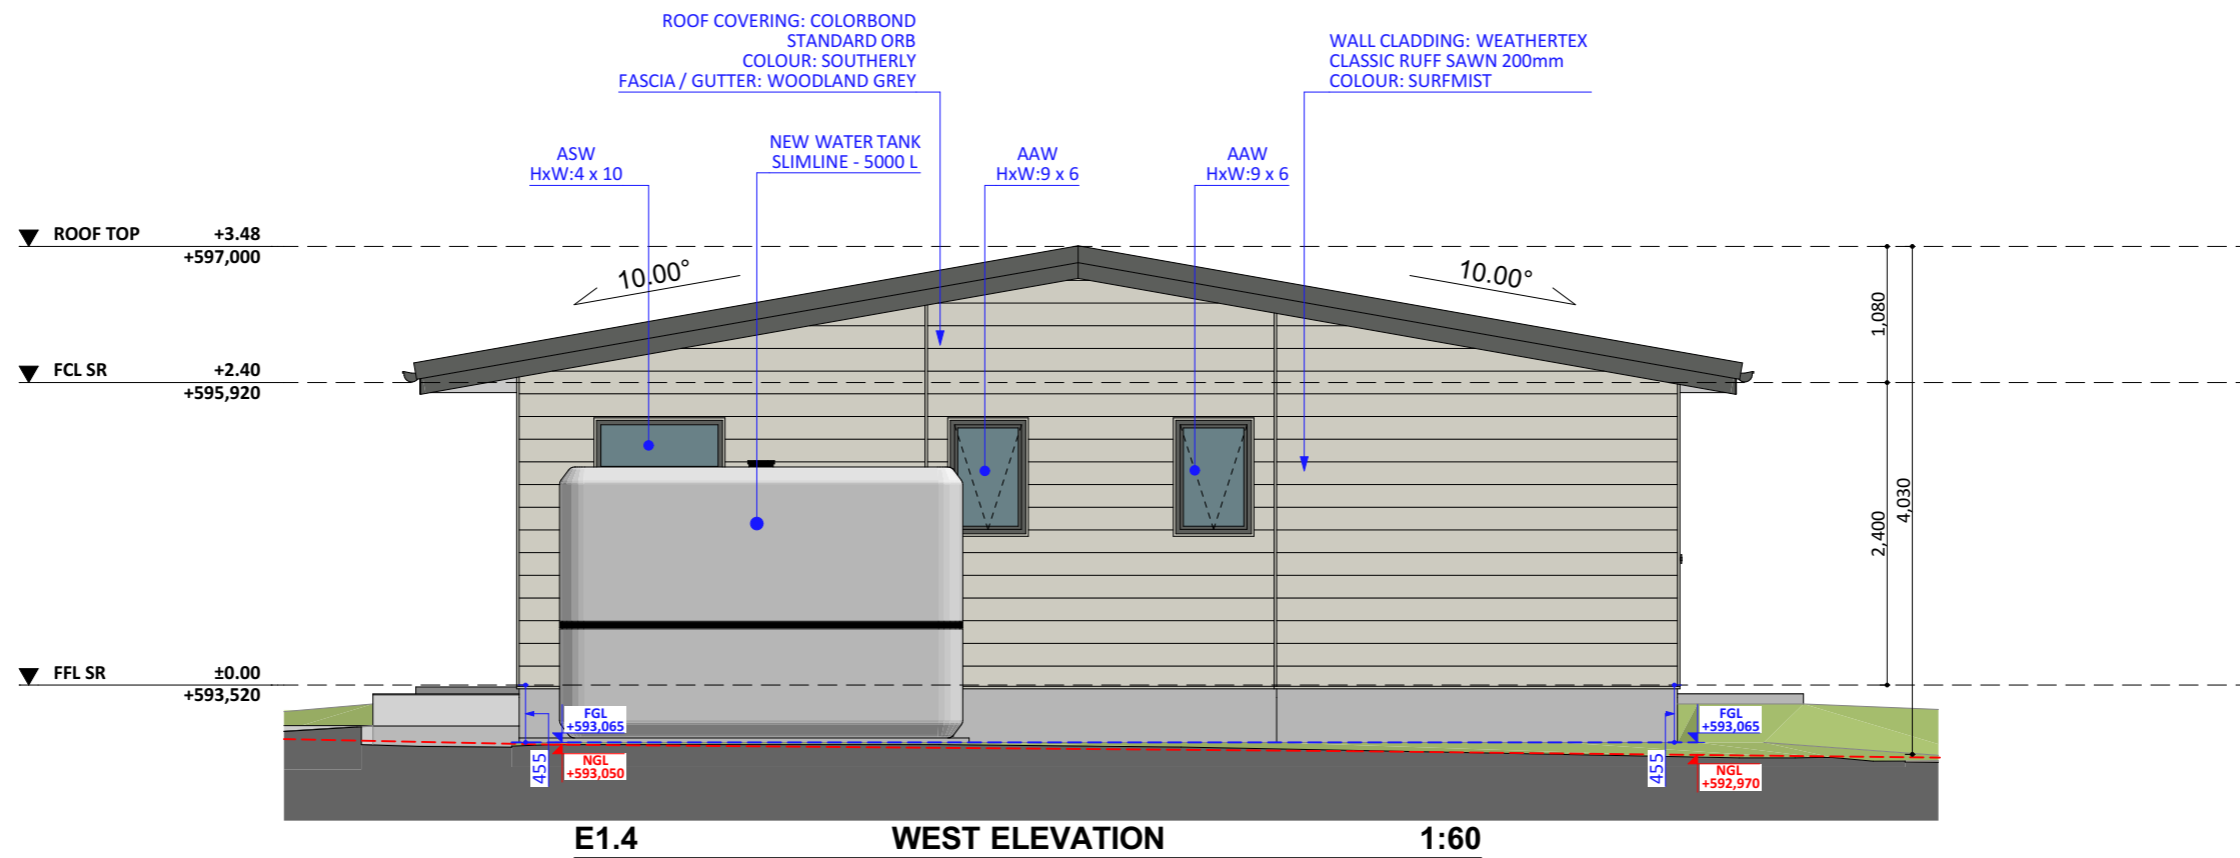 ROOF COVERING: COLORBOND
STANDARD ORB
COLOUR: SOUTHERLY
FASCIA / GUTTER: WOODLAND GREY
WALL CLADDING: WEATHERTEX
CLASSIC RUFF SAWN 200mm
COLOUR: SURFMIST
ASW
HxW:4 x 10
NEW WATER TANK
SLIMLINE - 5000 L
AAW
HxW:9 x 6
AAW
HxW:9 x 6
ROOF TOP +3.48
+597,000
10.00°
10.00°
1,080
FCL SR +2.40
+595,920
4,030
2,400
FFL SR ±0.00
+593,520
FGL
+593,065
FGL
+593,065
455
NGL
+593,050
455
NGL
+592,970
E1.4 WEST ELEVATION 1:60